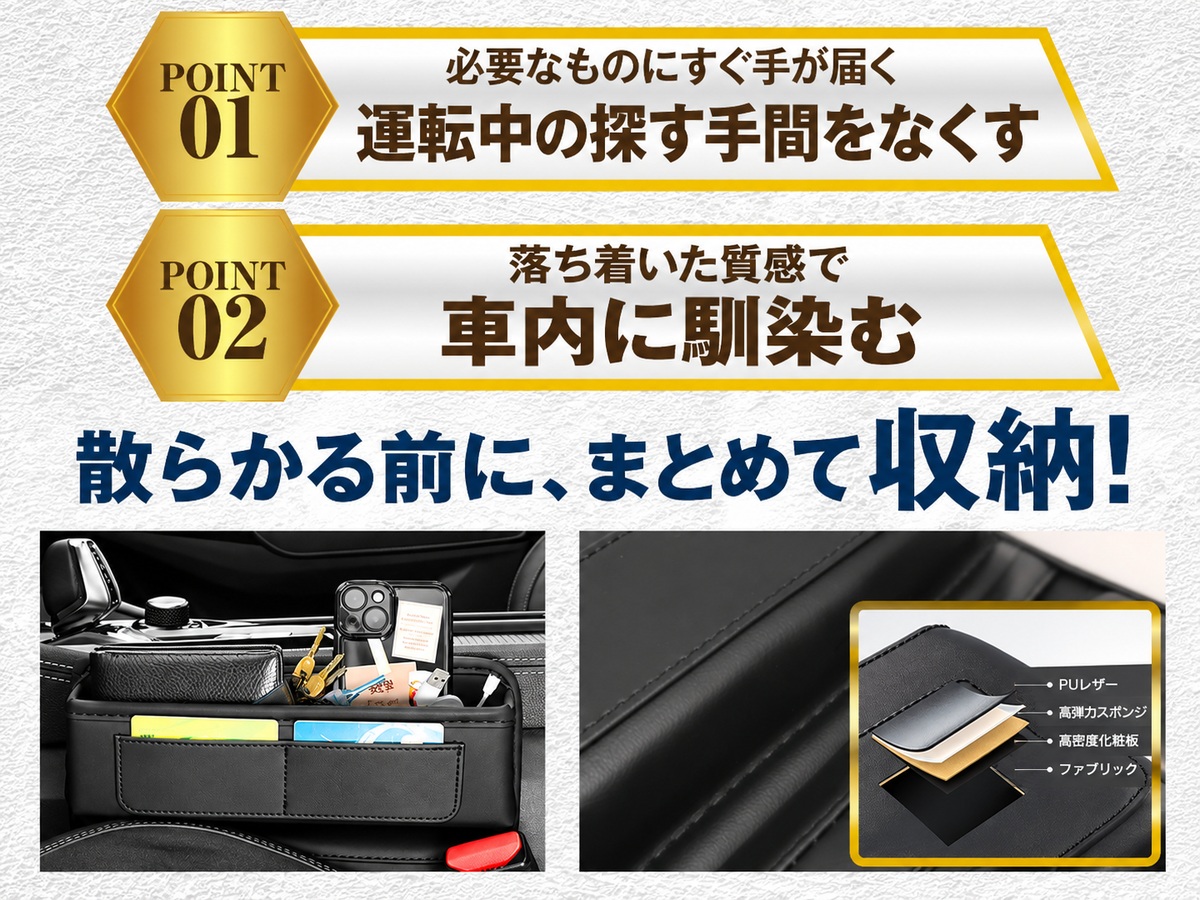 POINT
01
必要なものにすぐ手が届く
運転中の探す手間をなくす
POINT
02
落ち着いた質感で
車内に馴染む
散らかる前に、まとめて収納!
PUレザー
高弾力スポンジ
高密度化粧板
ファブリック